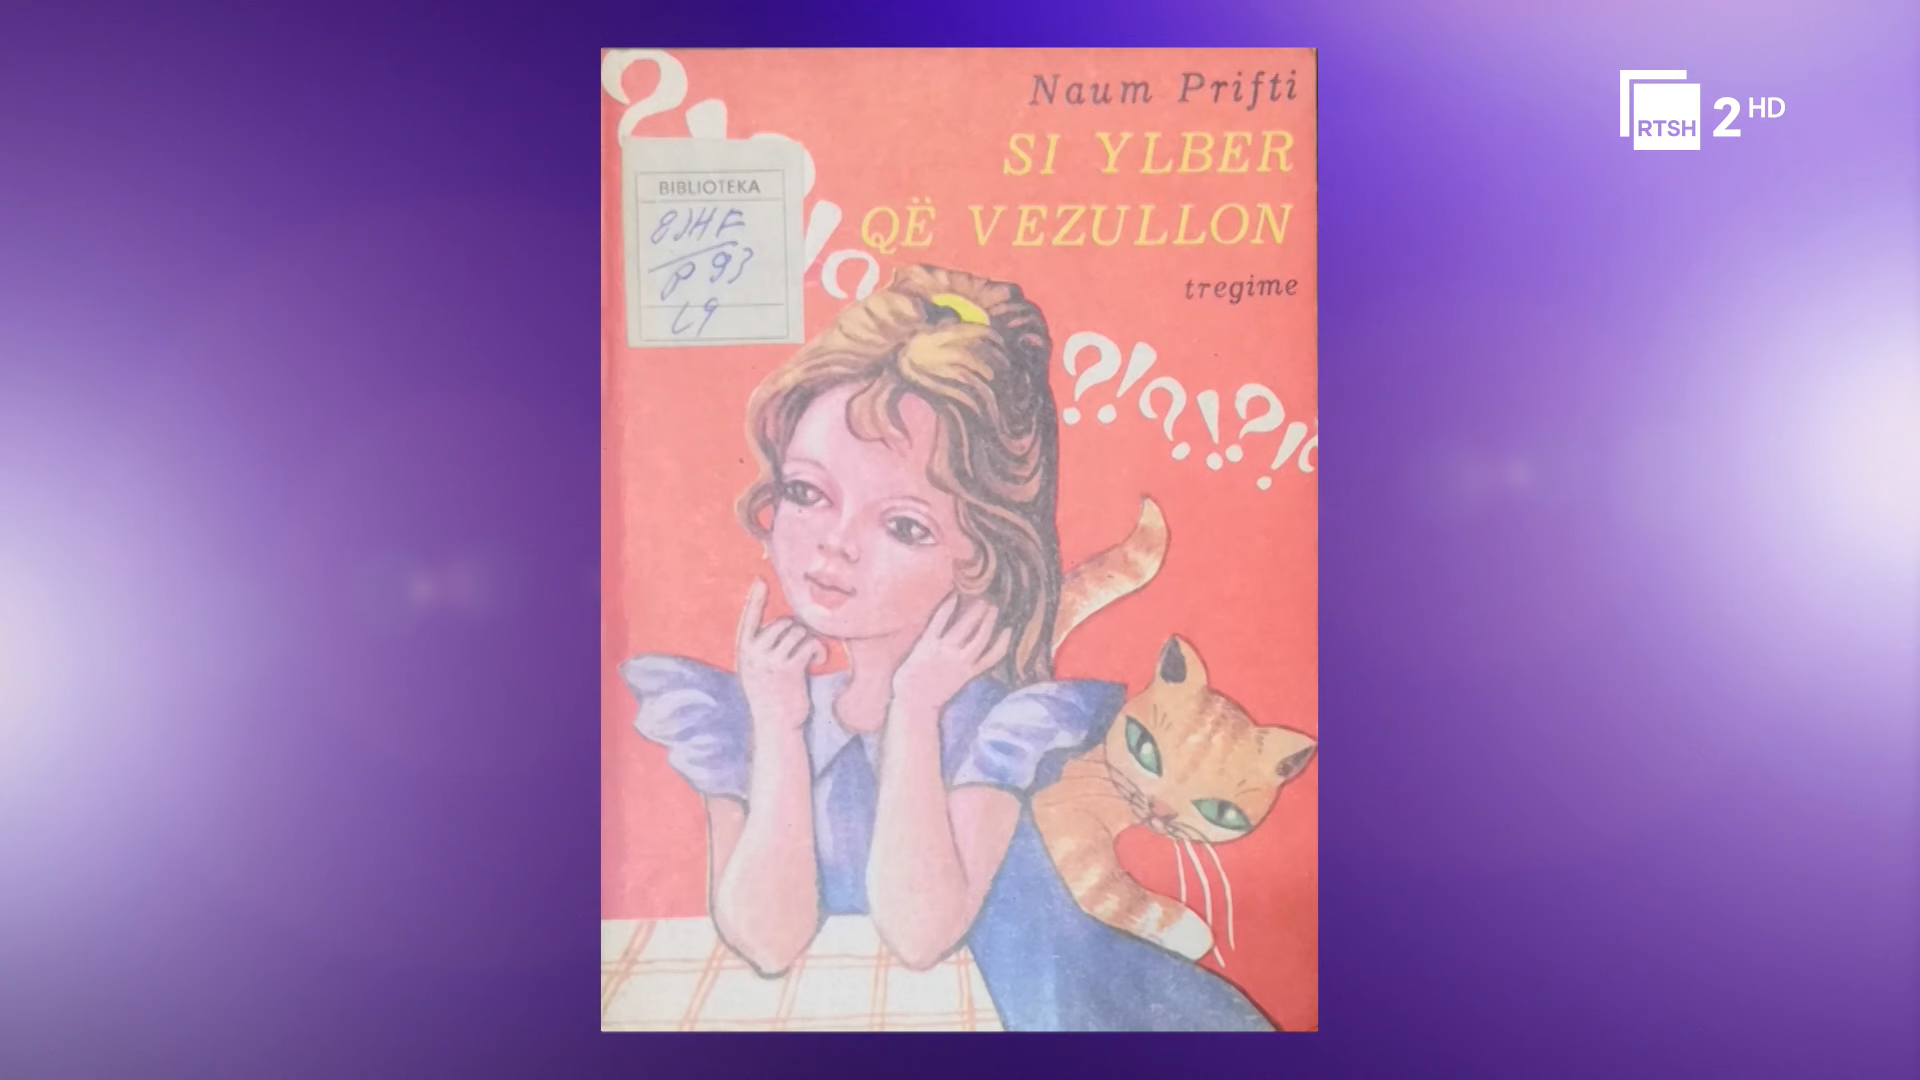 Naum Prifti
SI YLBER
QË VEZULLON
tregime
BIBLIOTEKA
RTSH 2 HD